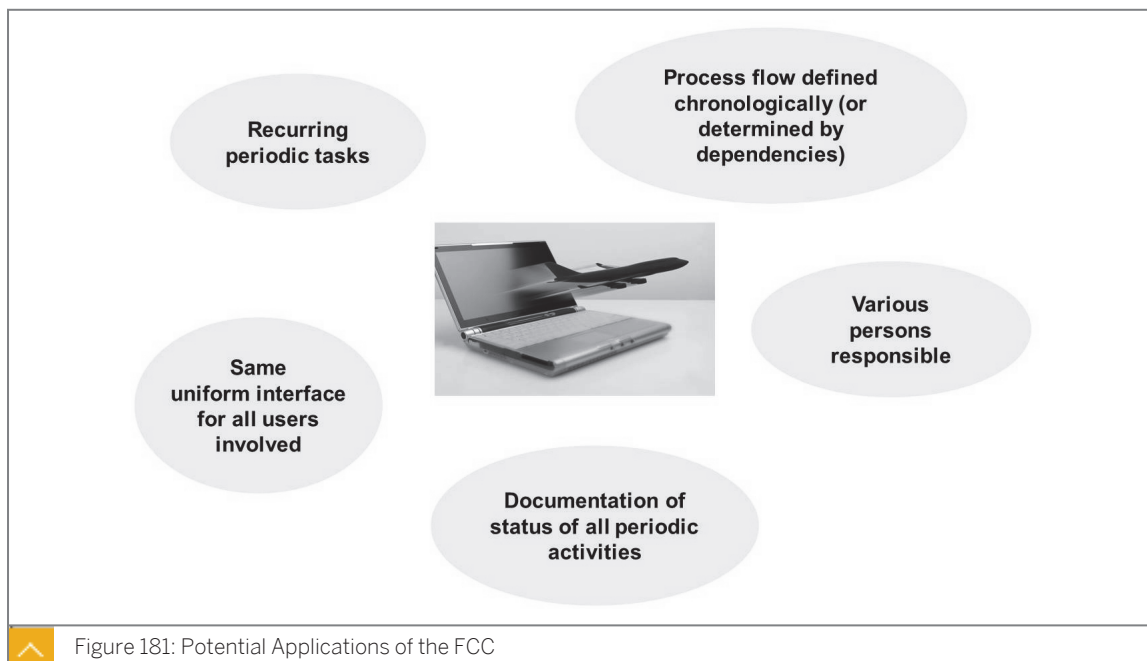 Recurring
periodic tasks
Process flow defined
chronologically (or
determined by
dependencies)
Various
persons
responsible
Same
uniform interface
for all users
involved
Documentation of
status of all periodic
activities
Figure 181: Potential Applications of the FCC